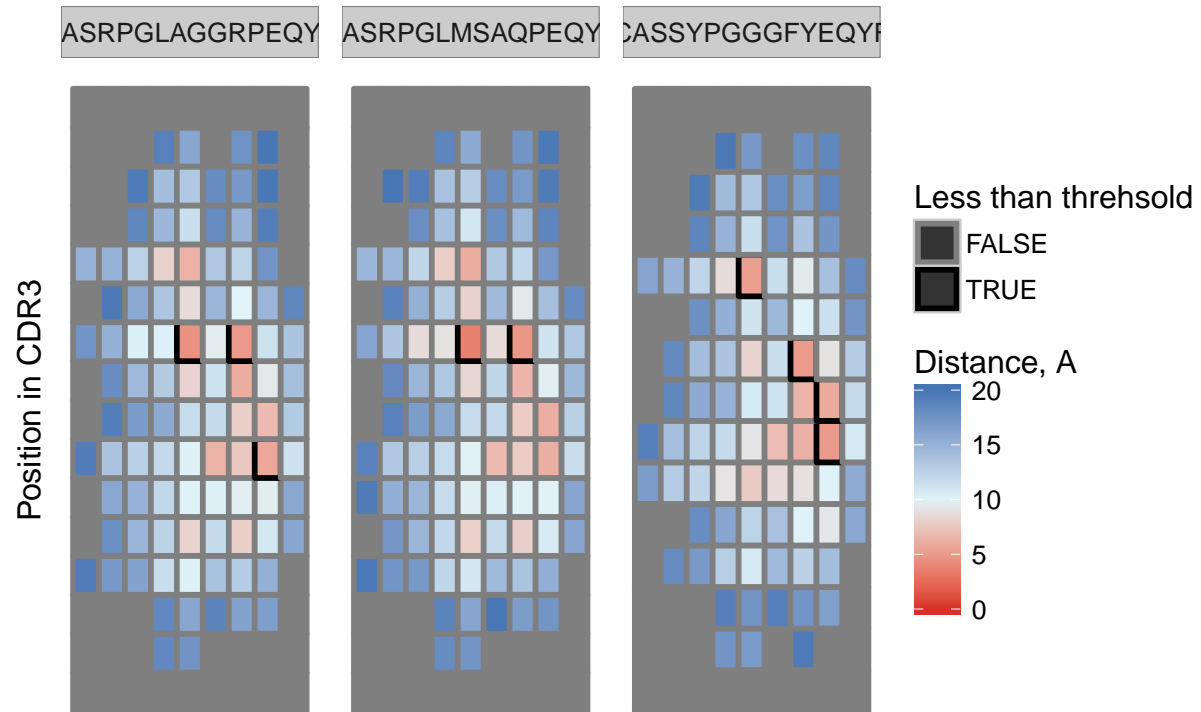 ASRPGLAGGRPEQY
ASRPGLMSAQPEQY
CASSYPGGGFYEQYF
Position in CDR3
Less than threhsold
FALSE
TRUE
Distance, A
20
15
10
5
0